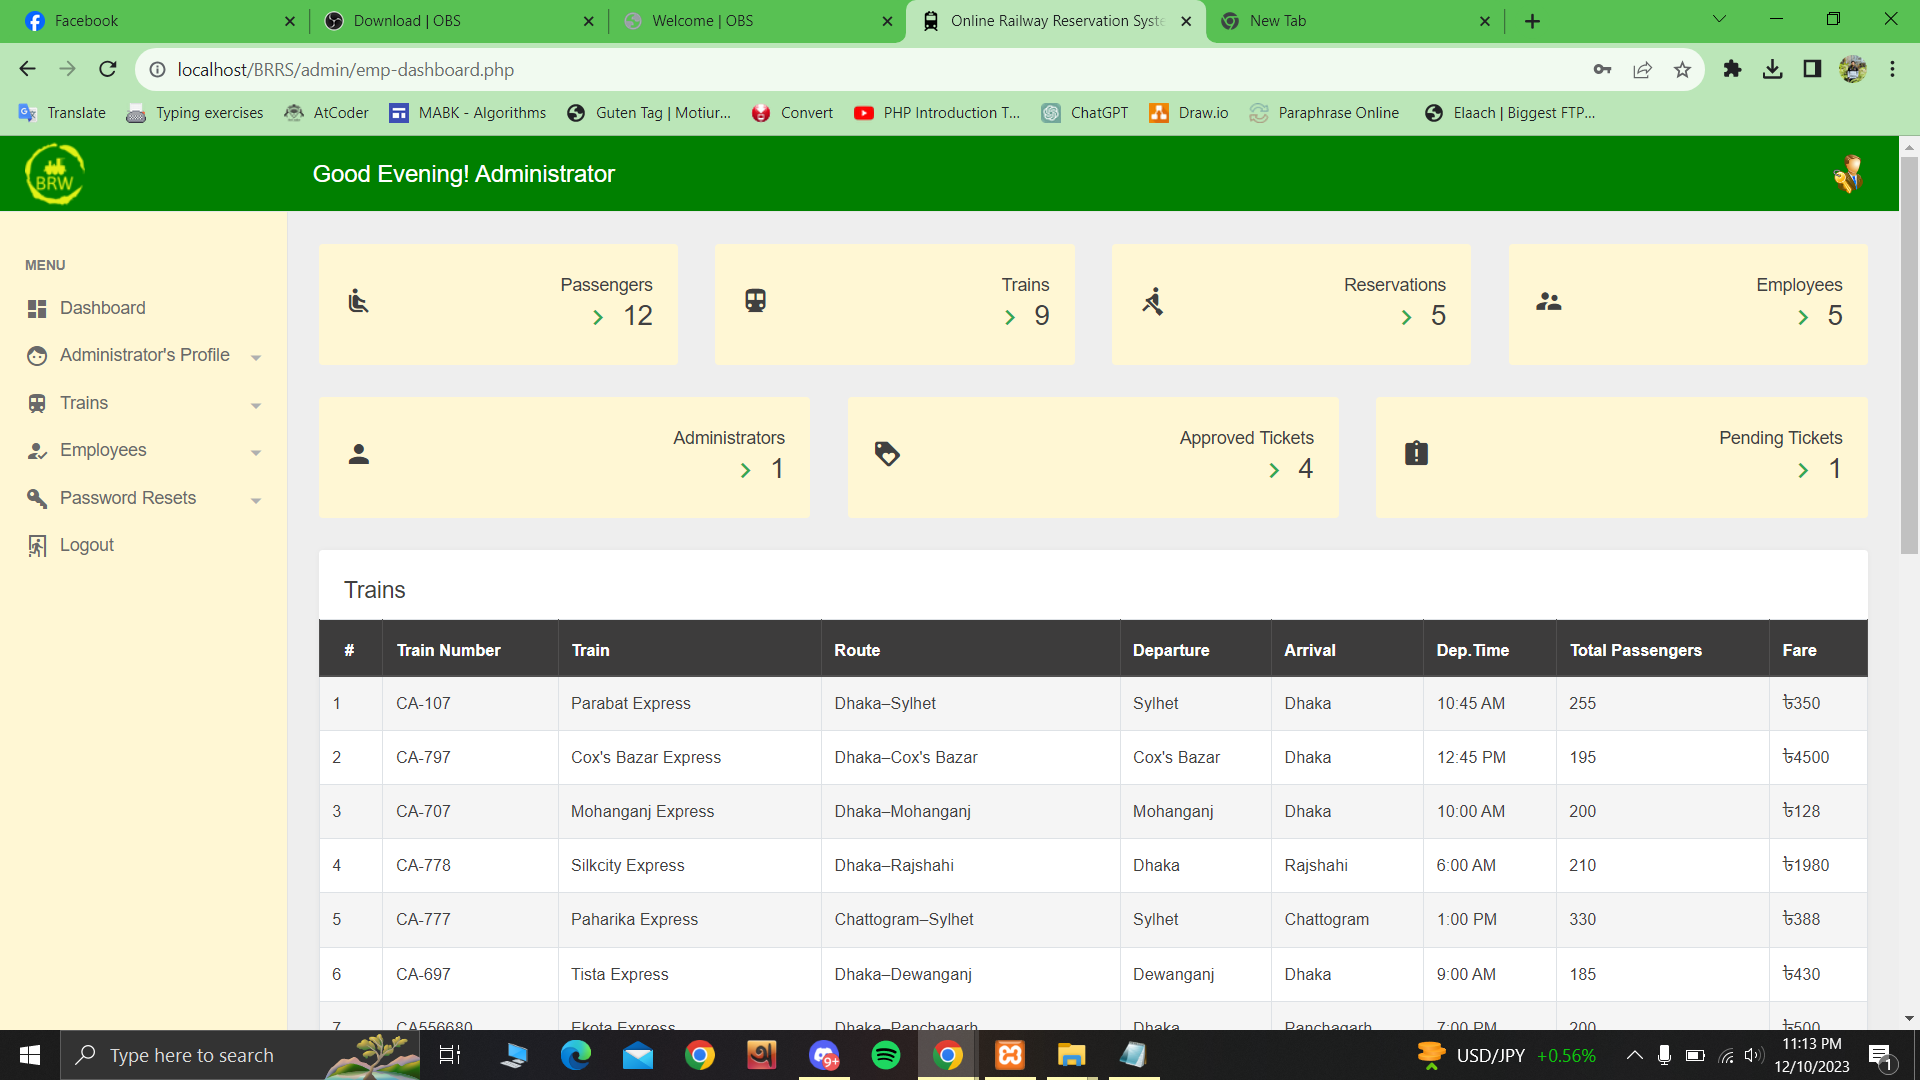 Facebook
Download | OBS
Welcome | OBS
Online Railway Reservation Syste
New Tab
localhost/BRRS/admin/emp-dashboard.php
Translate
Typing exercises
AtCoder
MABK - Algorithms
Guten Tag | Motiur...
Convert
PHP Introduction T...
ChatGPT
Draw.io
Paraphrase Online
Elaach | Biggest FTP...
BRW
Good Evening! Administrator
MENU
Dashboard
Administrator's Profile
Trains
Employees
Password Resets
Logout
Passengers
12
Trains
9
Reservations
5
Employees
5
Administrators
1
Approved Tickets
4
Pending Tickets
1
Trains
# Train Number Train Route Departure Arrival Dep.Time Total Passengers Fare
1 CA-107 Parabat Express Dhaka–Sylhet Sylhet Dhaka 10:45 AM 255 ৳350
2 CA-797 Cox's Bazar Express Dhaka–Cox's Bazar Cox's Bazar Dhaka 12:45 PM 195 ৳4500
3 CA-707 Mohanganj Express Dhaka–Mohanganj Mohanganj Dhaka 10:00 AM 200 ৳128
4 CA-778 Silkcity Express Dhaka–Rajshahi Dhaka Rajshahi 6:00 AM 210 ৳1980
5 CA-777 Paharika Express Chattogram–Sylhet Sylhet Chattogram 1:00 PM 330 ৳388
6 CA-697 Tista Express Dhaka–Dewanganj Dewanganj Dhaka 9:00 AM 185 ৳430
7 CA556680 Ekota Express Dhaka–Panchagarh Dhaka Panchagarh 7:00 PM 200 ৳500
Type here to search
9+
USD/JPY +0.56%
11:13 PM
12/10/2023
1